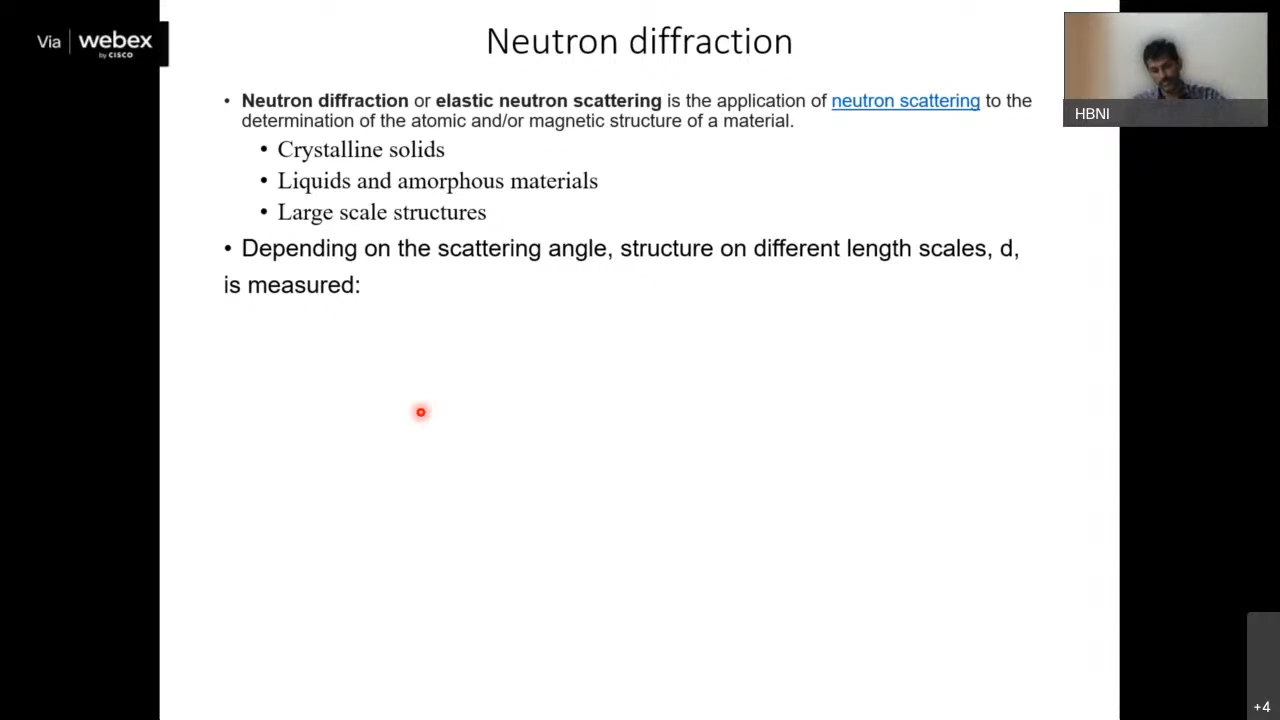 Via | webex
by CISCO
Neutron diffraction
• Neutron diffraction or elastic neutron scattering is the application of neutron scattering to the
determination of the atomic and/or magnetic structure of a material.
• Crystalline solids
• Liquids and amorphous materials
• Large scale structures
• Depending on the scattering angle, structure on different length scales, d,
is measured:
HBNI
+4